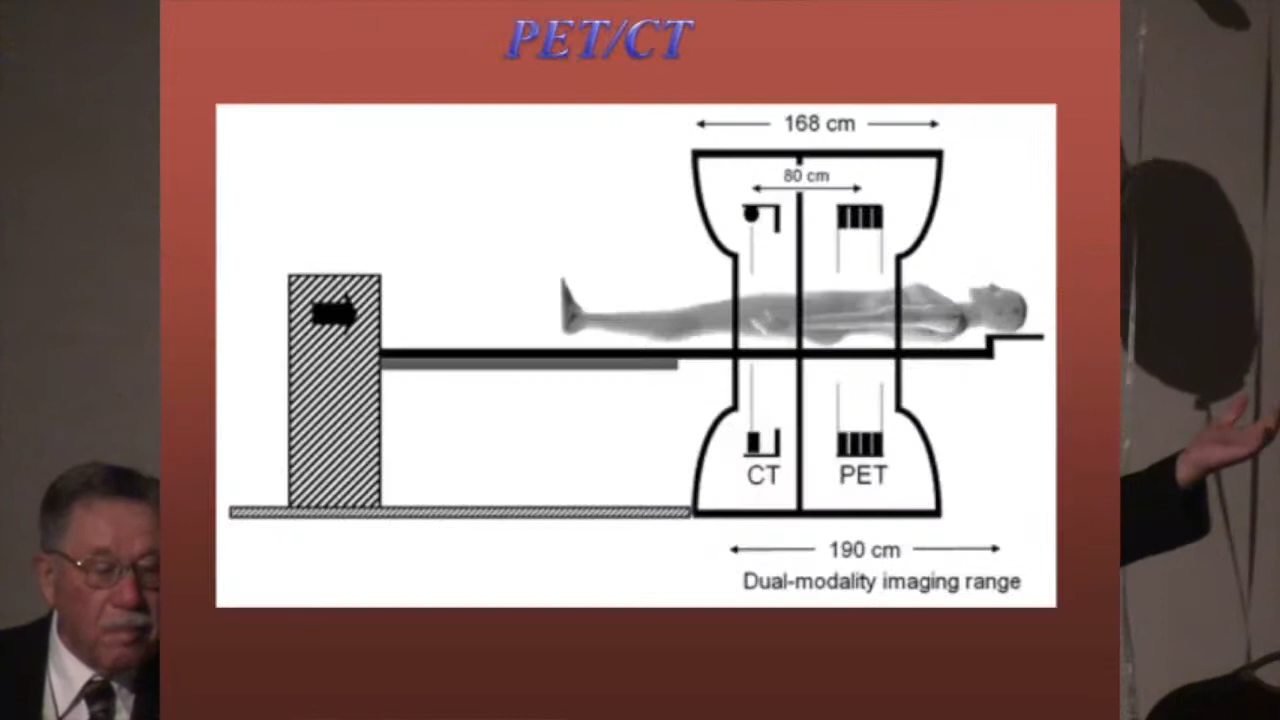 PET/CT
168 cm
80 cm
CT
PET
190 cm
Dual-modality imaging range